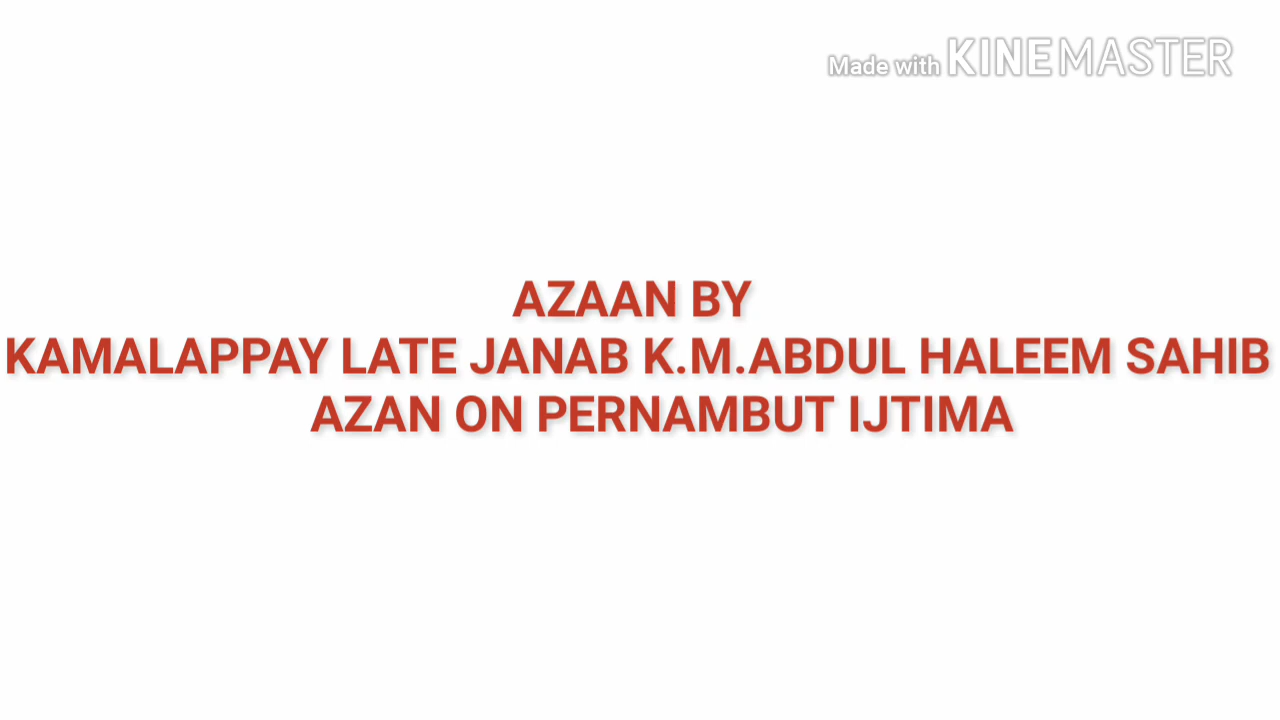 Made with KINEMASTER
AZAAN BY
KAMALAPPAY LATE JANAB K.M.ABDUL HALEEM SAHIB
AZAN ON PERNAMBUT IJTIMA